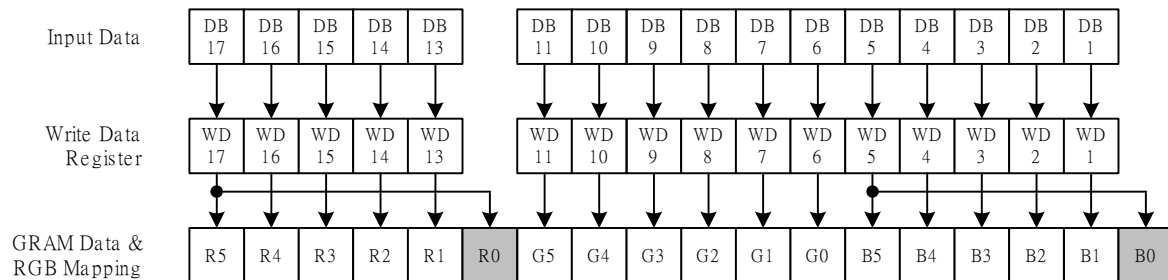 Input Data
DB DB DB DB DB DB DB DB DB DB DB DB DB DB DB DB
17 16 15 14 13 11 10 9 8 7 6 5 4 3 2 1
Write Data
Register
WD WD WD WD WD WD WD WD WD WD WD WD WD WD WD WD
17 16 15 14 13 11 10 9 8 7 6 5 4 3 2 1
GRAM Data &
RGB Mapping
R5 R4 R3 R2 R1 R0 G5 G4 G3 G2 G1 G0 B5 B4 B3 B2 B1 B0